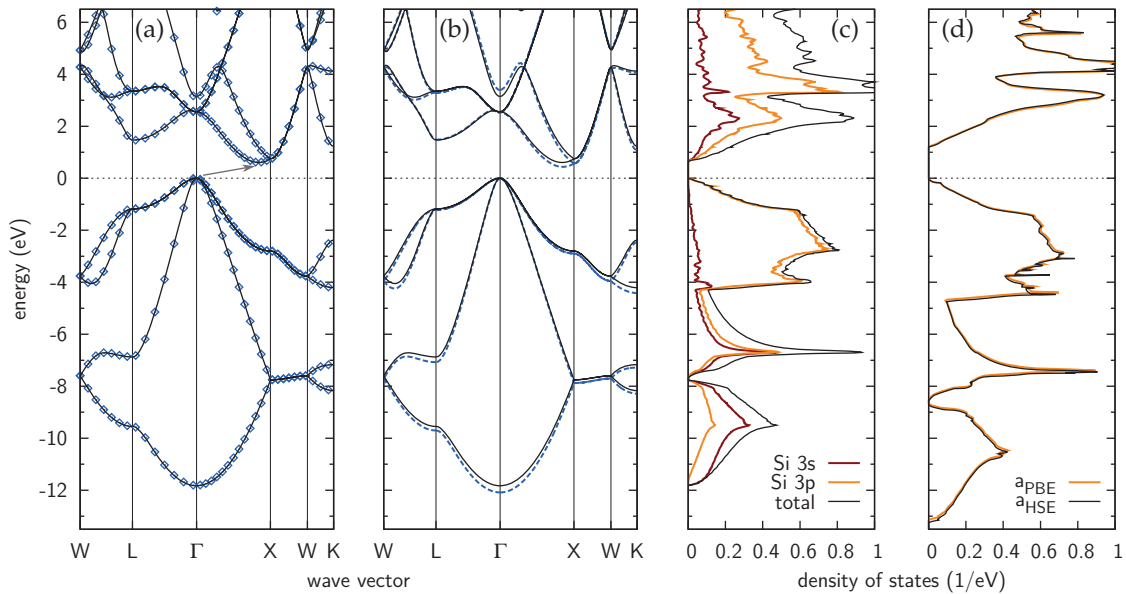 (a)
(b)
(c)
(d)
6
4
2
0
-2
-4
-6
-8
-10
-12
energy (eV)
Si 3s
Si 3p
total
a_PBE
a_HSE
W L Γ X W K
W L Γ X W K
0 0.2 0.4 0.6 0.8 1
0 0.2 0.4 0.6 0.8 1
wave vector
density of states (1/eV)